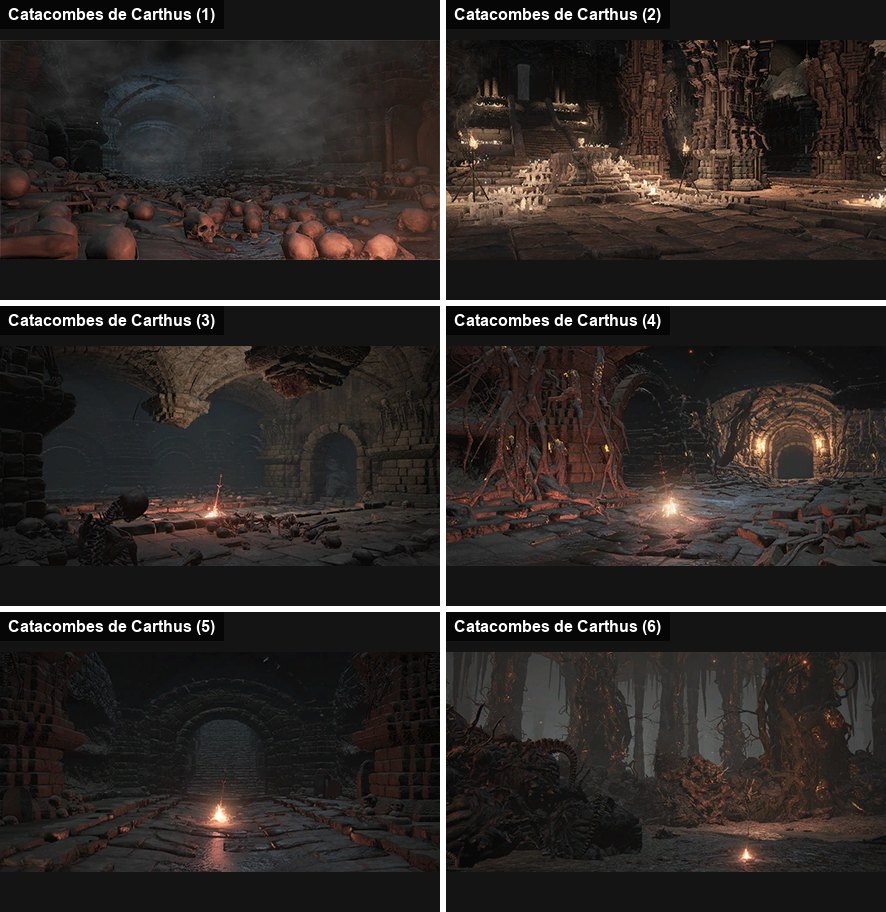 Catacombes de Carthus (1)
Catacombes de Carthus (2)
Catacombes de Carthus (3)
Catacombes de Carthus (4)
Catacombes de Carthus (5)
Catacombes de Carthus (6)